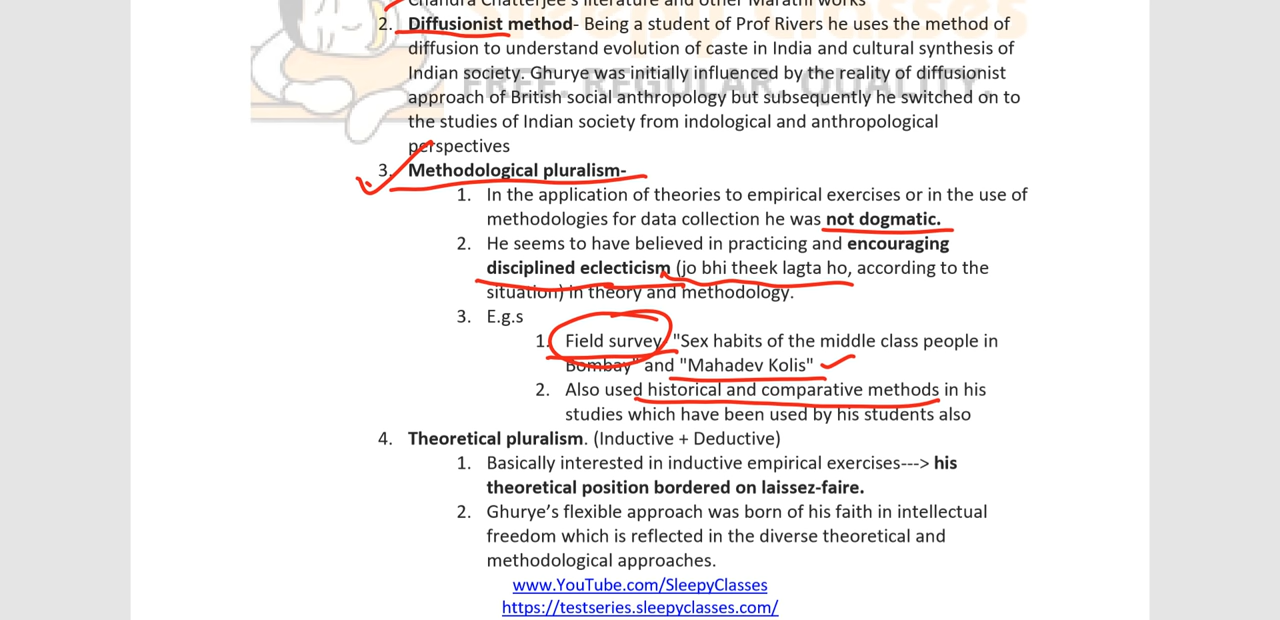 Chandra Chatterjee's literature and other Marathi works
2. Diffusionist method- Being a student of Prof Rivers he uses the method of
diffusion to understand evolution of caste in India and cultural synthesis of
Indian society. Ghurye was initially influenced by the reality of diffusionist
FREE. REGULAR. QUALITY.
approach of British social anthropology but subsequently he switched on to
the studies of Indian society from indological and anthropological
perspectives
3. Methodological pluralism-
1. In the application of theories to empirical exercises or in the use of
methodologies for data collection he was not dogmatic.
2. He seems to have believed in practicing and encouraging
disciplined eclecticism (jo bhi theek lagta ho, according to the
situation) in theory and methodology.
3. E.g.s
1. Field survey "Sex habits of the middle class people in
Bombay" and "Mahadev Kolis"
2. Also used historical and comparative methods in his
studies which have been used by his students also
4. Theoretical pluralism. (Inductive + Deductive)
1. Basically interested in inductive empirical exercises---> his
theoretical position bordered on laissez-faire.
2. Ghurye’s flexible approach was born of his faith in intellectual
freedom which is reflected in the diverse theoretical and
methodological approaches.
www.YouTube.com/SleepyClasses
https://testseries.sleepyclasses.com/